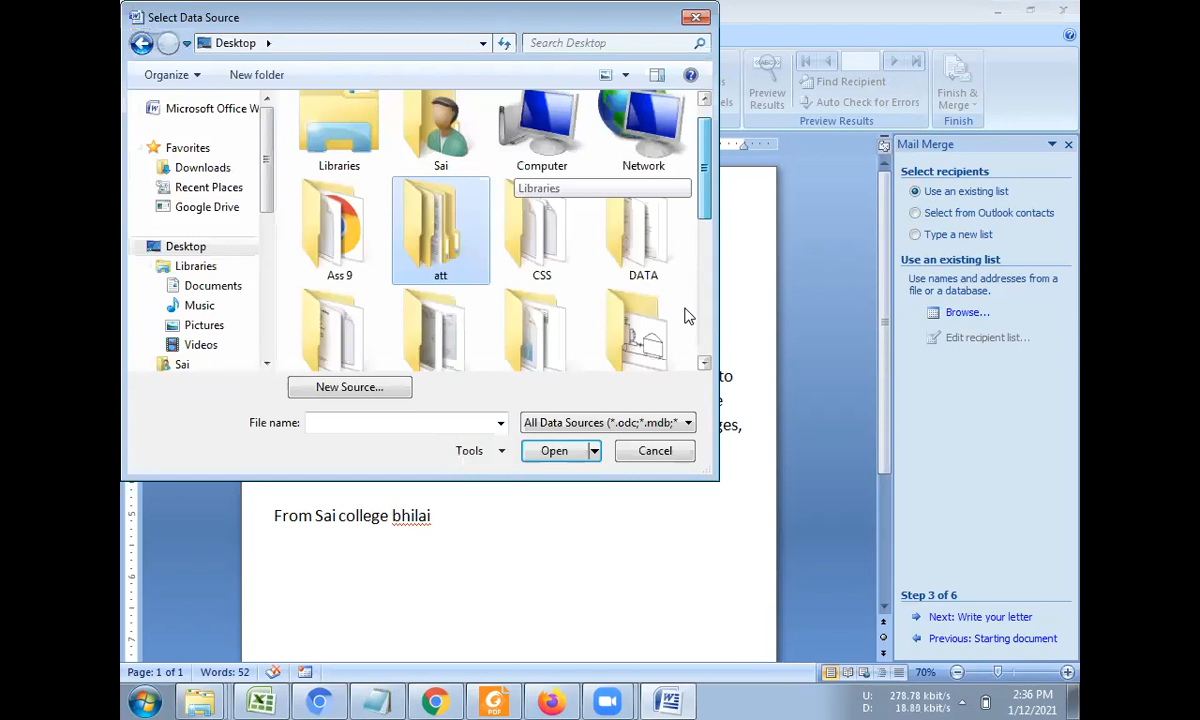 Select Data Source
Desktop
Search Desktop
Organize
New folder
Microsoft Office W
Favorites
Downloads
Recent Places
Google Drive
Desktop
Libraries
Documents
Music
Pictures
Videos
Sai
Libraries
Sai
Computer
Network
Libraries
Ass 9
att
CSS
DATA
New Source...
File name:
All Data Sources (*.odc;*.mdb;*
Tools
Open
Cancel
Preview
Results
Find Recipient
Auto Check for Errors
Preview Results
Finish &
Merge
Finish
Mail Merge
Select recipients
Use an existing list
Select from Outlook contacts
Type a new list
Use an existing list
Use names and addresses from a
file or a database.
Browse...
Edit recipient list...
Step 3 of 6
Next: Write your letter
Previous: Starting document
to
ges,
From Sai college bhilai
Page: 1 of 1
Words: 52
70%
PDF
U: 278.78 kbit/s
D: 18.89 kbit/s
2:36 PM
1/12/2021